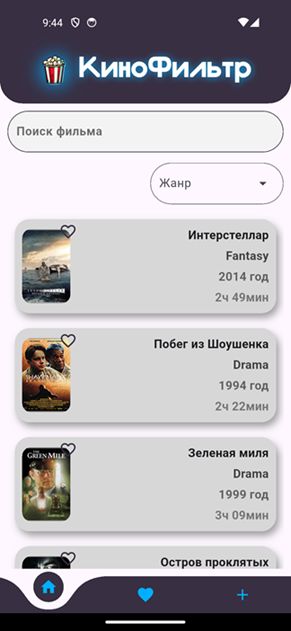 9:44
КиноФильтр
Поиск фильма
Жанр
Интерстеллар
Fantasy
2014 год
2ч 49мин
Побег из Шоушенка
Drama
1994 год
2ч 22мин
THE
GREEN MILE
Зеленая миля
Drama
1999 год
3ч 09мин
Остров проклятых